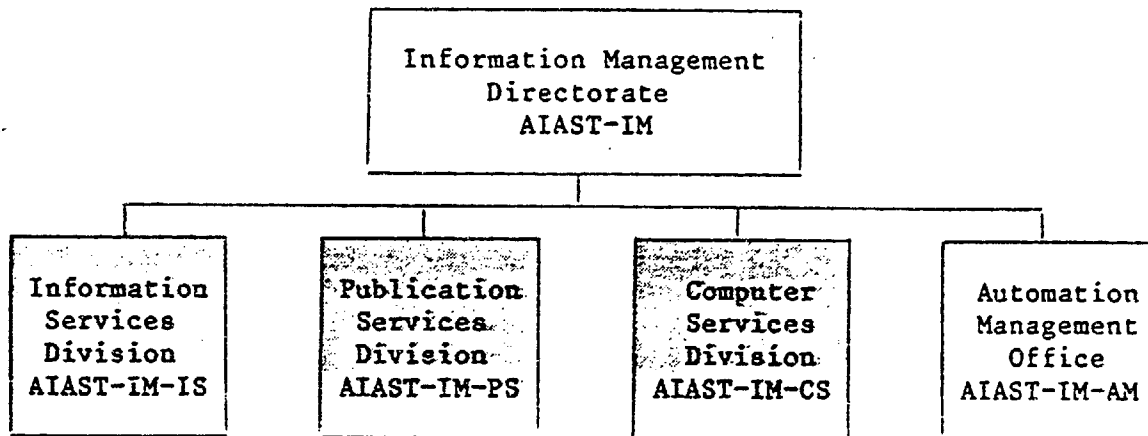 Information Management
Directorate
AIAST-IM
Information
Services
Division
AIAST-IM-IS
Publication
Services
Division
AIAST-IM-PS
Computer
Services
Division
AIAST-IM-CS
Automation
Management
Office
AIAST-IM-AM